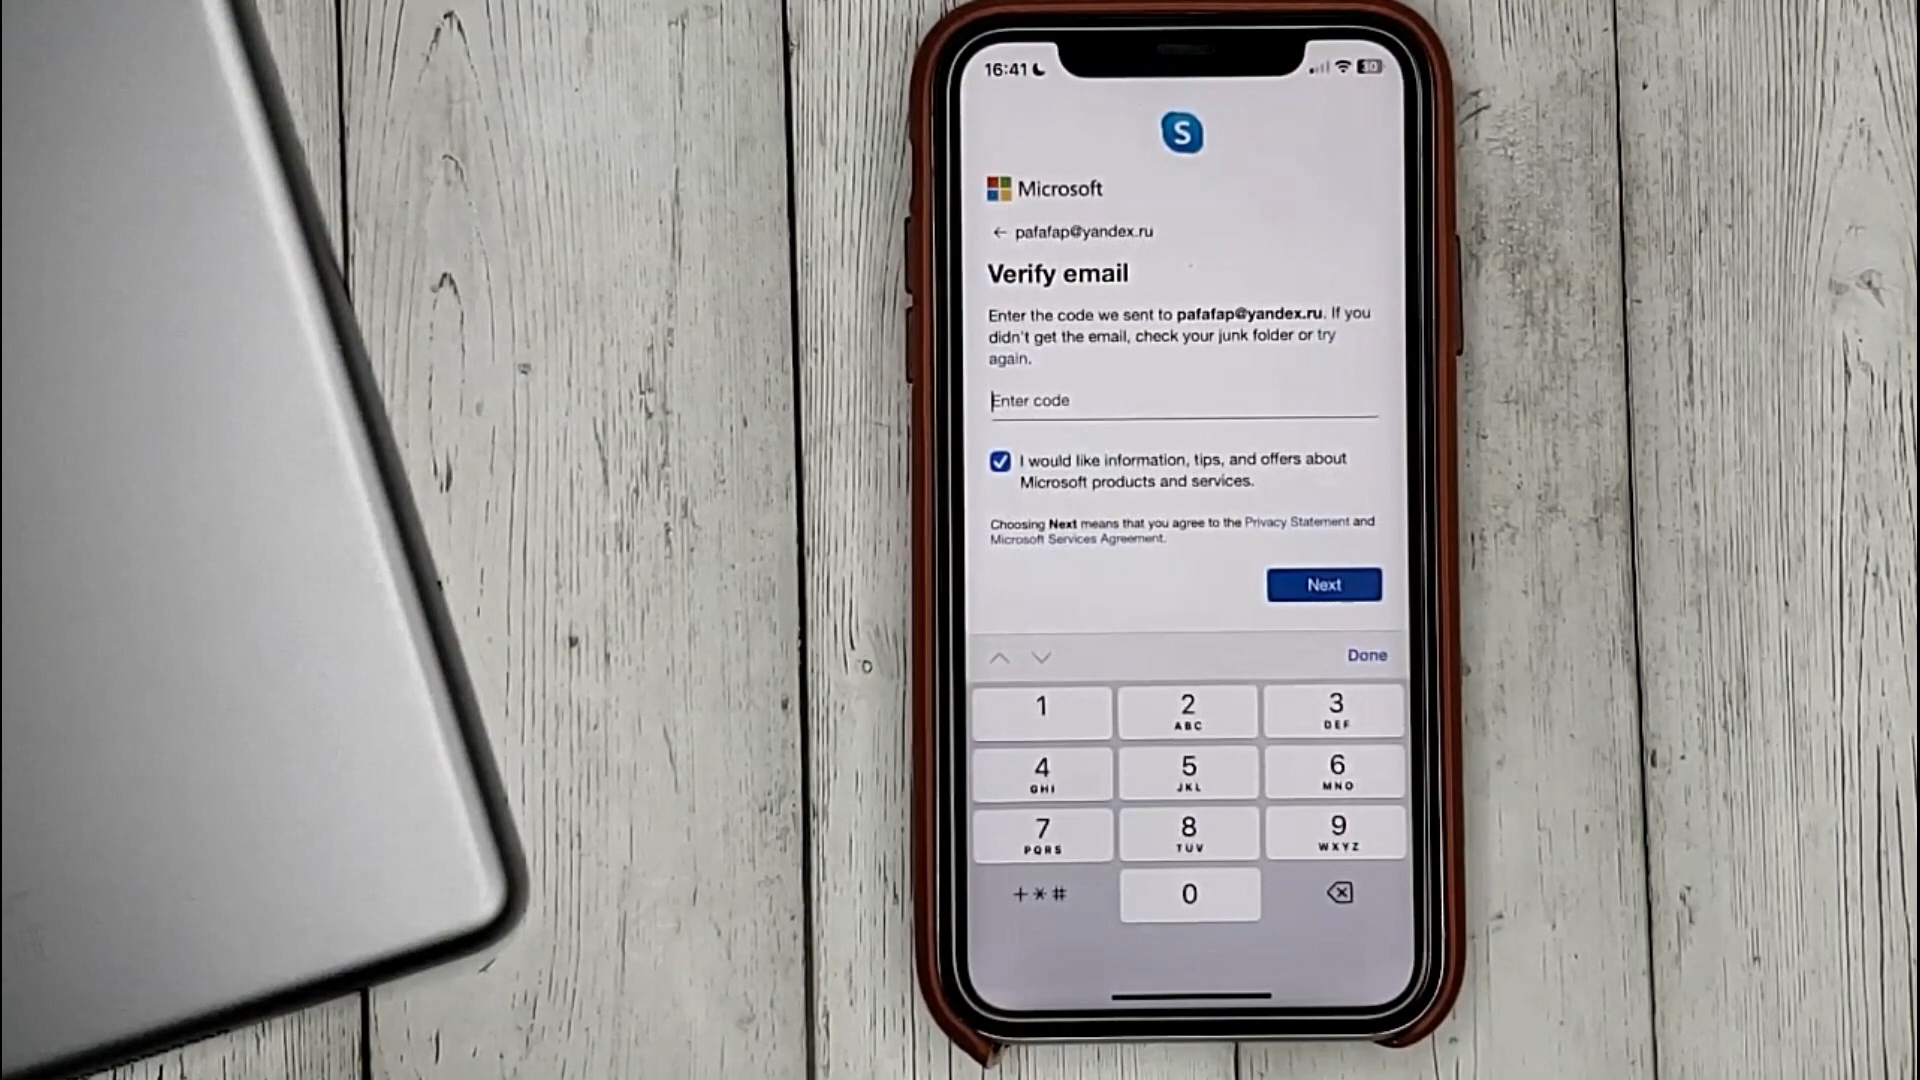 16:41
30
S
Microsoft
← pafafap@yandex.ru
Verify email
Enter the code we sent to pafafap@yandex.ru. If you
didn't get the email, check your junk folder or try
again.
Enter code
I would like information, tips, and offers about
Microsoft products and services.
Choosing Next means that you agree to the Privacy Statement and
Microsoft Services Agreement.
Next
Done
1 2 3
ABC DEF
4 5 6
GHI JKL MNO
7 8 9
PQRS TUV WXYZ
+*# 0